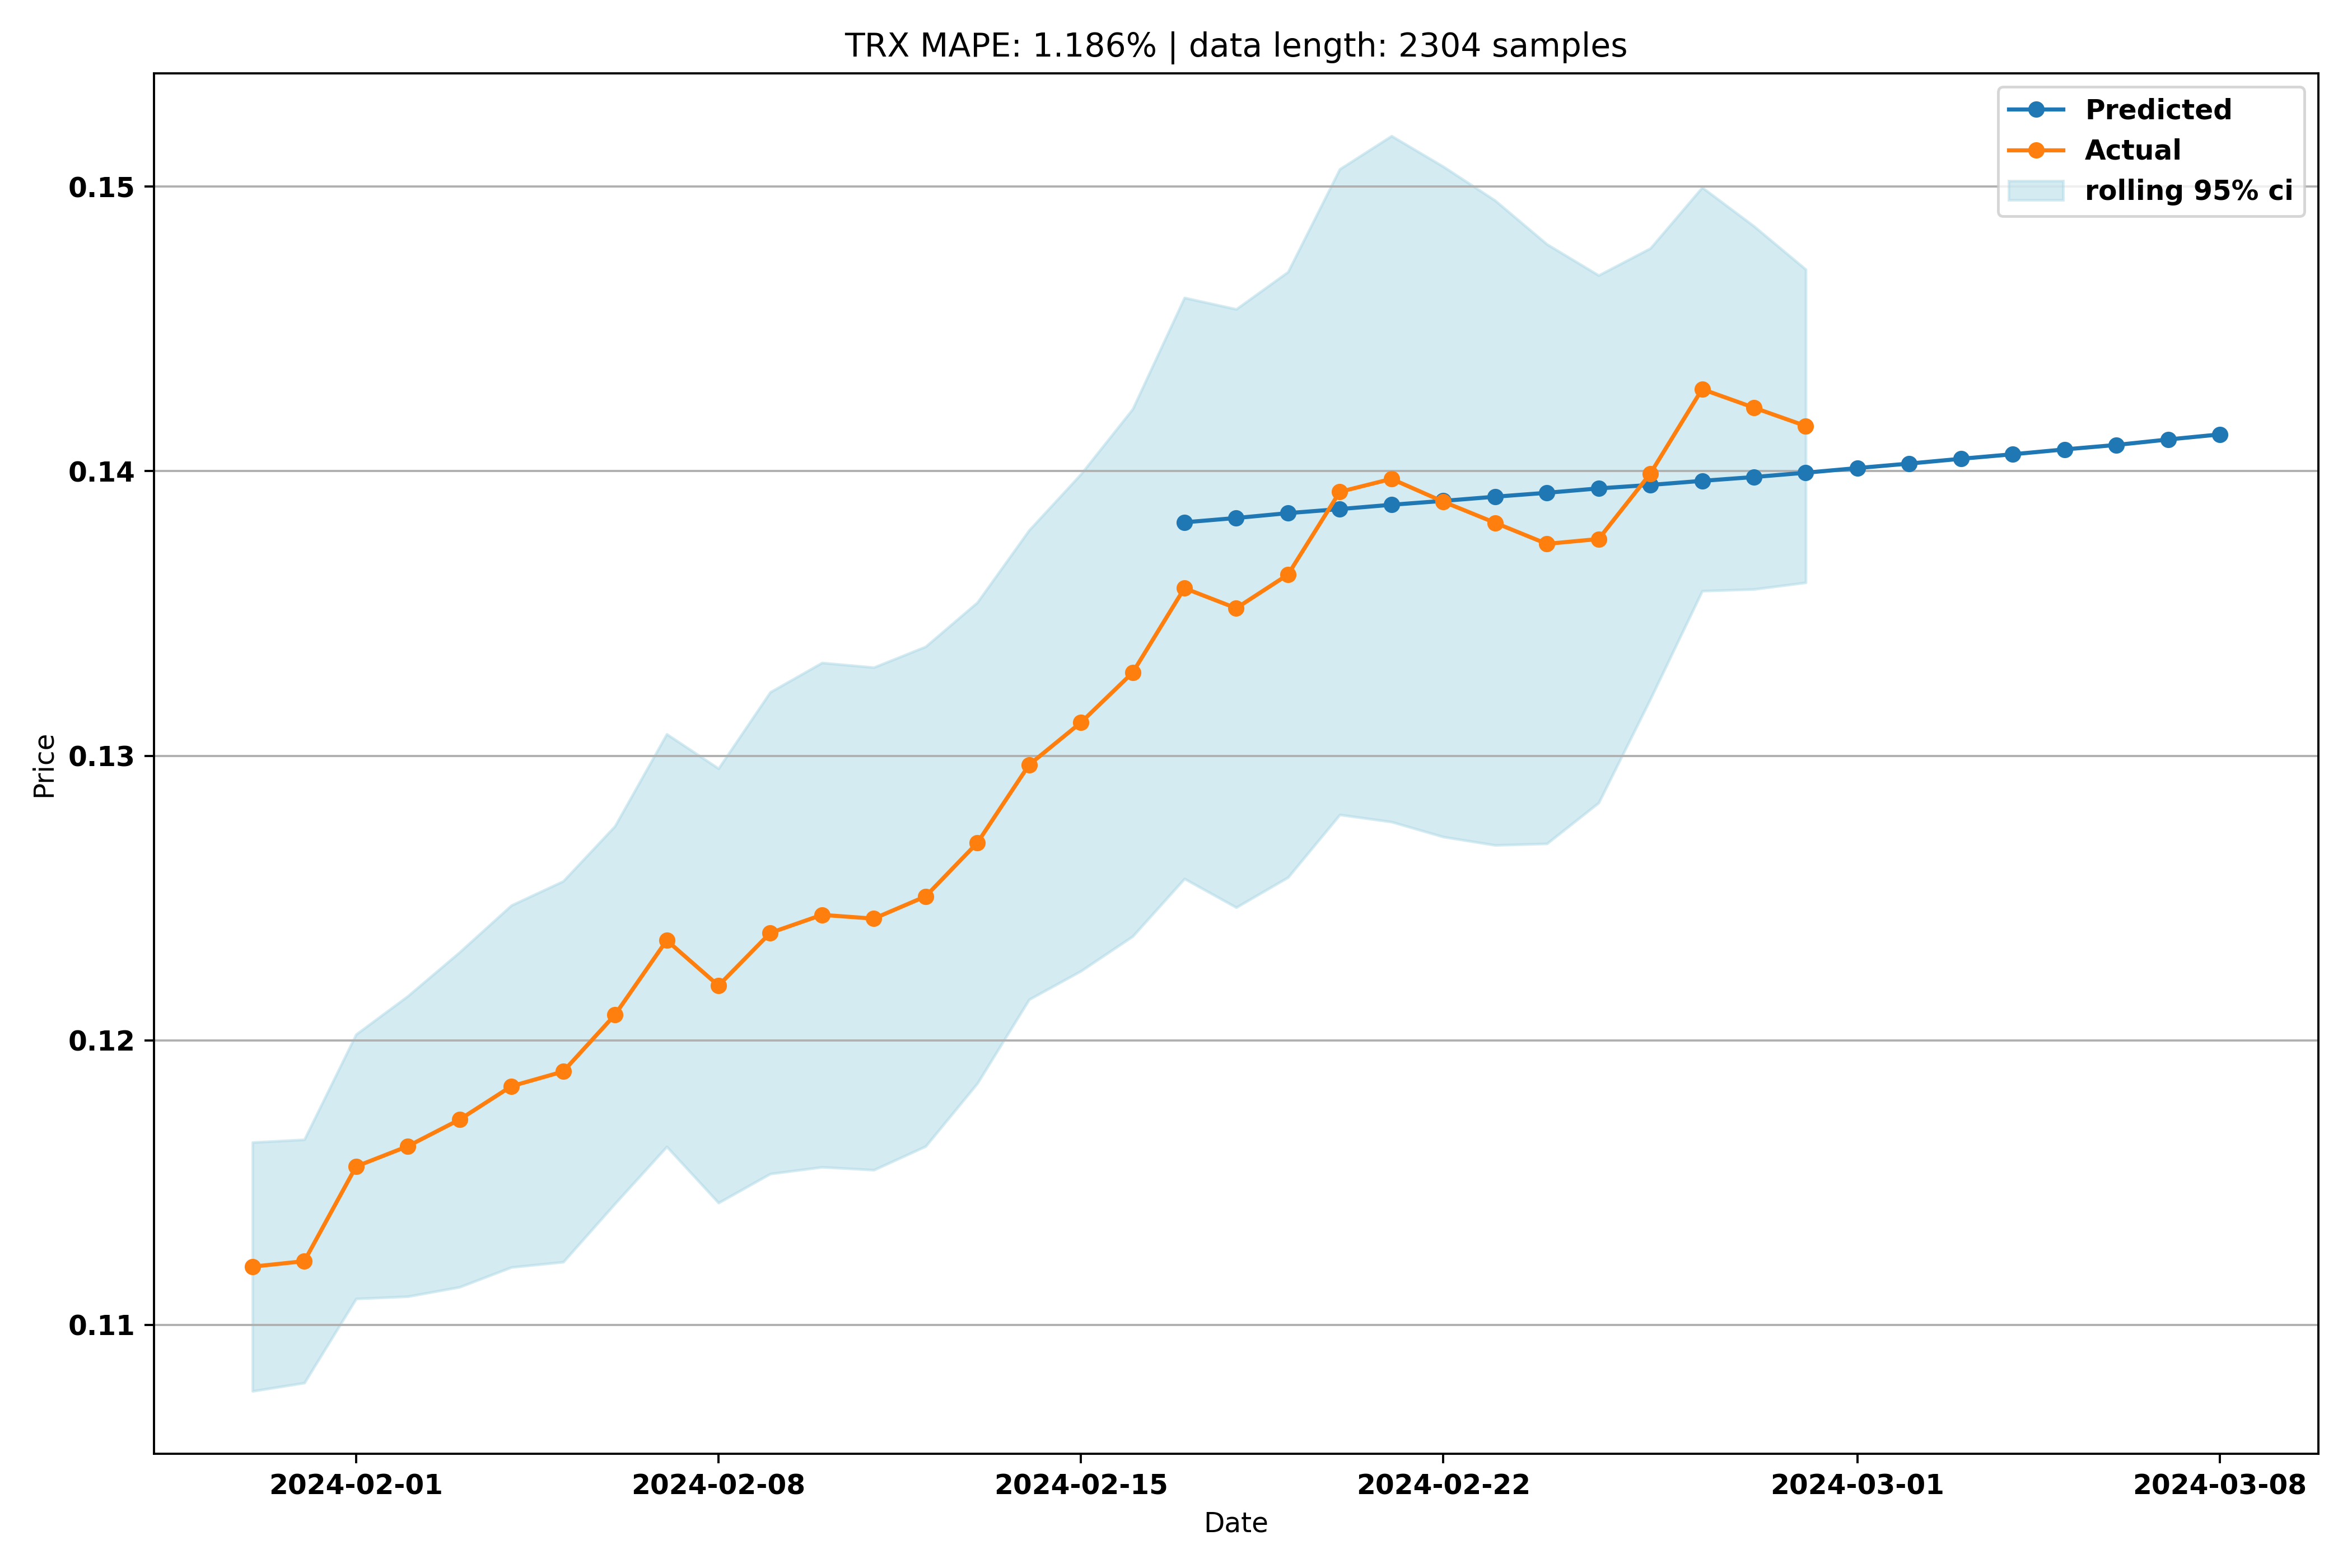 TRX MAPE: 1.186% | data length: 2304 samples
Predicted
Actual
rolling 95% ci
0.15
0.14
0.13
0.12
0.11
Price
2024-02-01
2024-02-08
2024-02-15
2024-02-22
2024-03-01
2024-03-08
Date